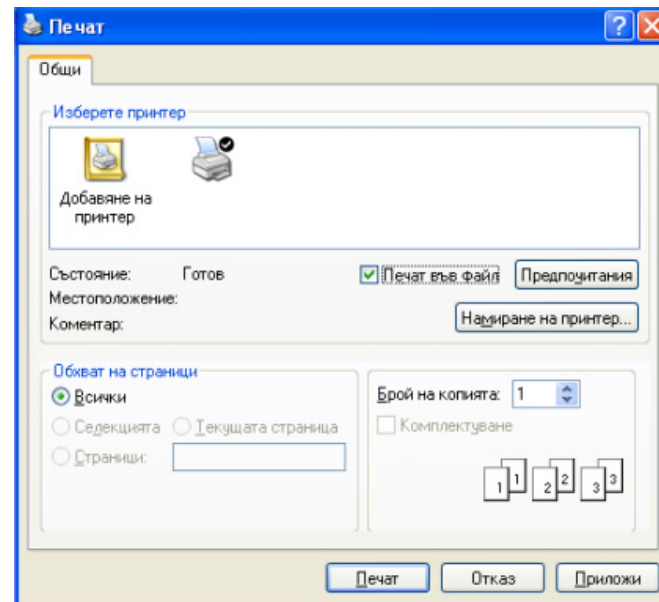 Печат
Общи
Изберете принтер
Добавяне на
принтер
Състояние: Готов
Печат във файл
Предпочитания
Местоположение:
Коментар:
Намиране на принтер...
Обхват на страници
Всички
Селекцията Текущата страница
Страници:
Брой на копията: 1
Комплектуване
1 1 2 2 3 3
Печат Отказ Приложи